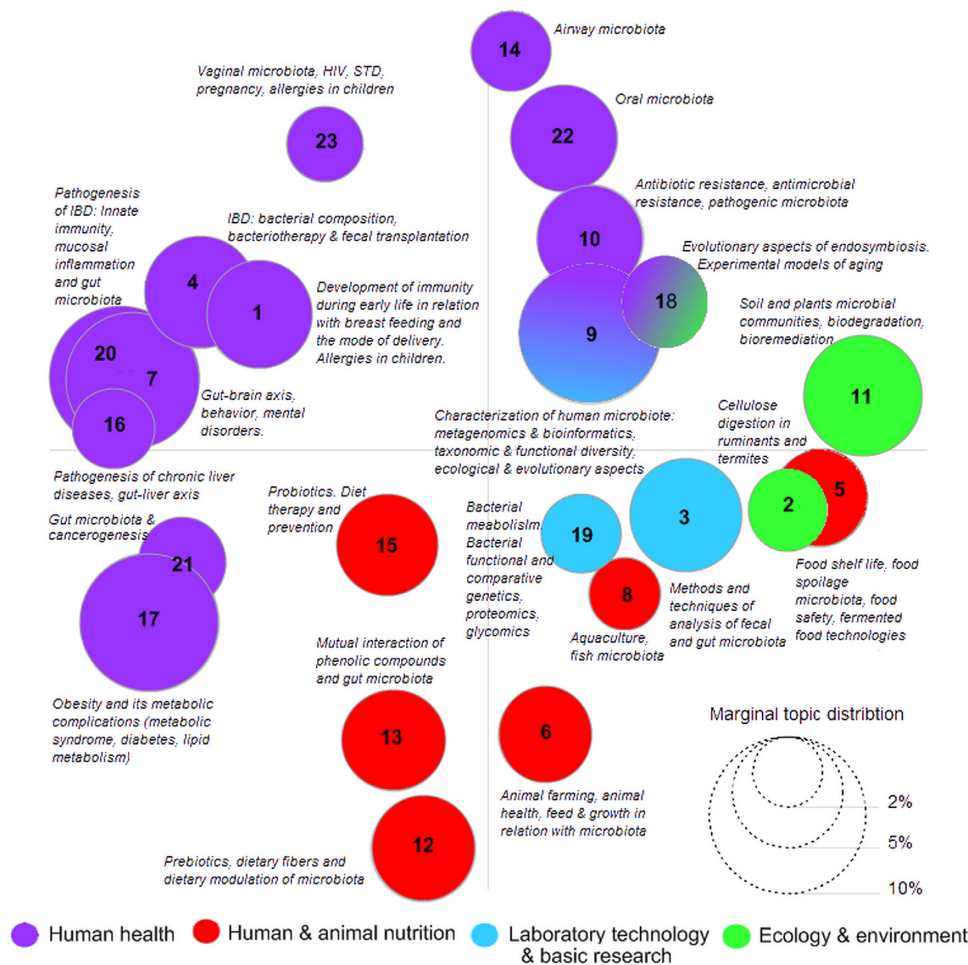 14
Airway microbiota
Vaginal microbiota, HIV, STD,
pregnancy, allergies in children
23
Oral microbiota
22
Pathogenesis
of IBD: Innate
immunity,
mucosal
inflammation
and gut
microbiota
IBD: bacterial composition,
bacteriotherapy & fecal transplantation
4
1
Development of immunity
during early life in relation
with breast feeding and
the mode of delivery.
Allergies in children.
Antibiotic resistance, antimicrobial
resistance, pathogenic microbiota
10
Evolutionary aspects of endosymbiosis.
Experimental models of aging
18
9
Soil and plants microbial
communities, biodegradation,
bioremediation
11
20
7
16
Gut-brain axis,
behavior, mental
disorders.
Characterization of human microbiote:
metagenomics & bioinformatics,
taxonomic & functional diversity,
ecological & evolutionary aspects
Cellulose
digestion in
ruminants and
termites
Pathogenesis of chronic liver
diseases, gut-liver axis
Gut microbiota &
cancerogenesis
21
17
Probiotics. Diet
therapy and
prevention
15
Bacterial
meabolislm.
Bacterial
functional and
comparative
genetics,
proteomics,
glycomics
19
3
2
5
8
Aquaculture,
fish microbiota
Methods and
techniques of
analysis of fecal
and gut microbiota
Food shelf life, food
spoilage
microbiota, food
safety, fermented
food technologies
Obesity and its metabolic
complications (metabolic
syndrome, diabetes, lipid
metabolism)
Mutual interaction of
phenolic compounds
and gut microbiota
13
6
Animal farming, animal
health, feed & growth in
relation with microbiota
12
Prebiotics, dietary fibers and
dietary modulation of microbiota
Marginal topic distribtion
2%
5%
10%
Human health
Human & animal nutrition
Laboratory technology
& basic research
Ecology & environment